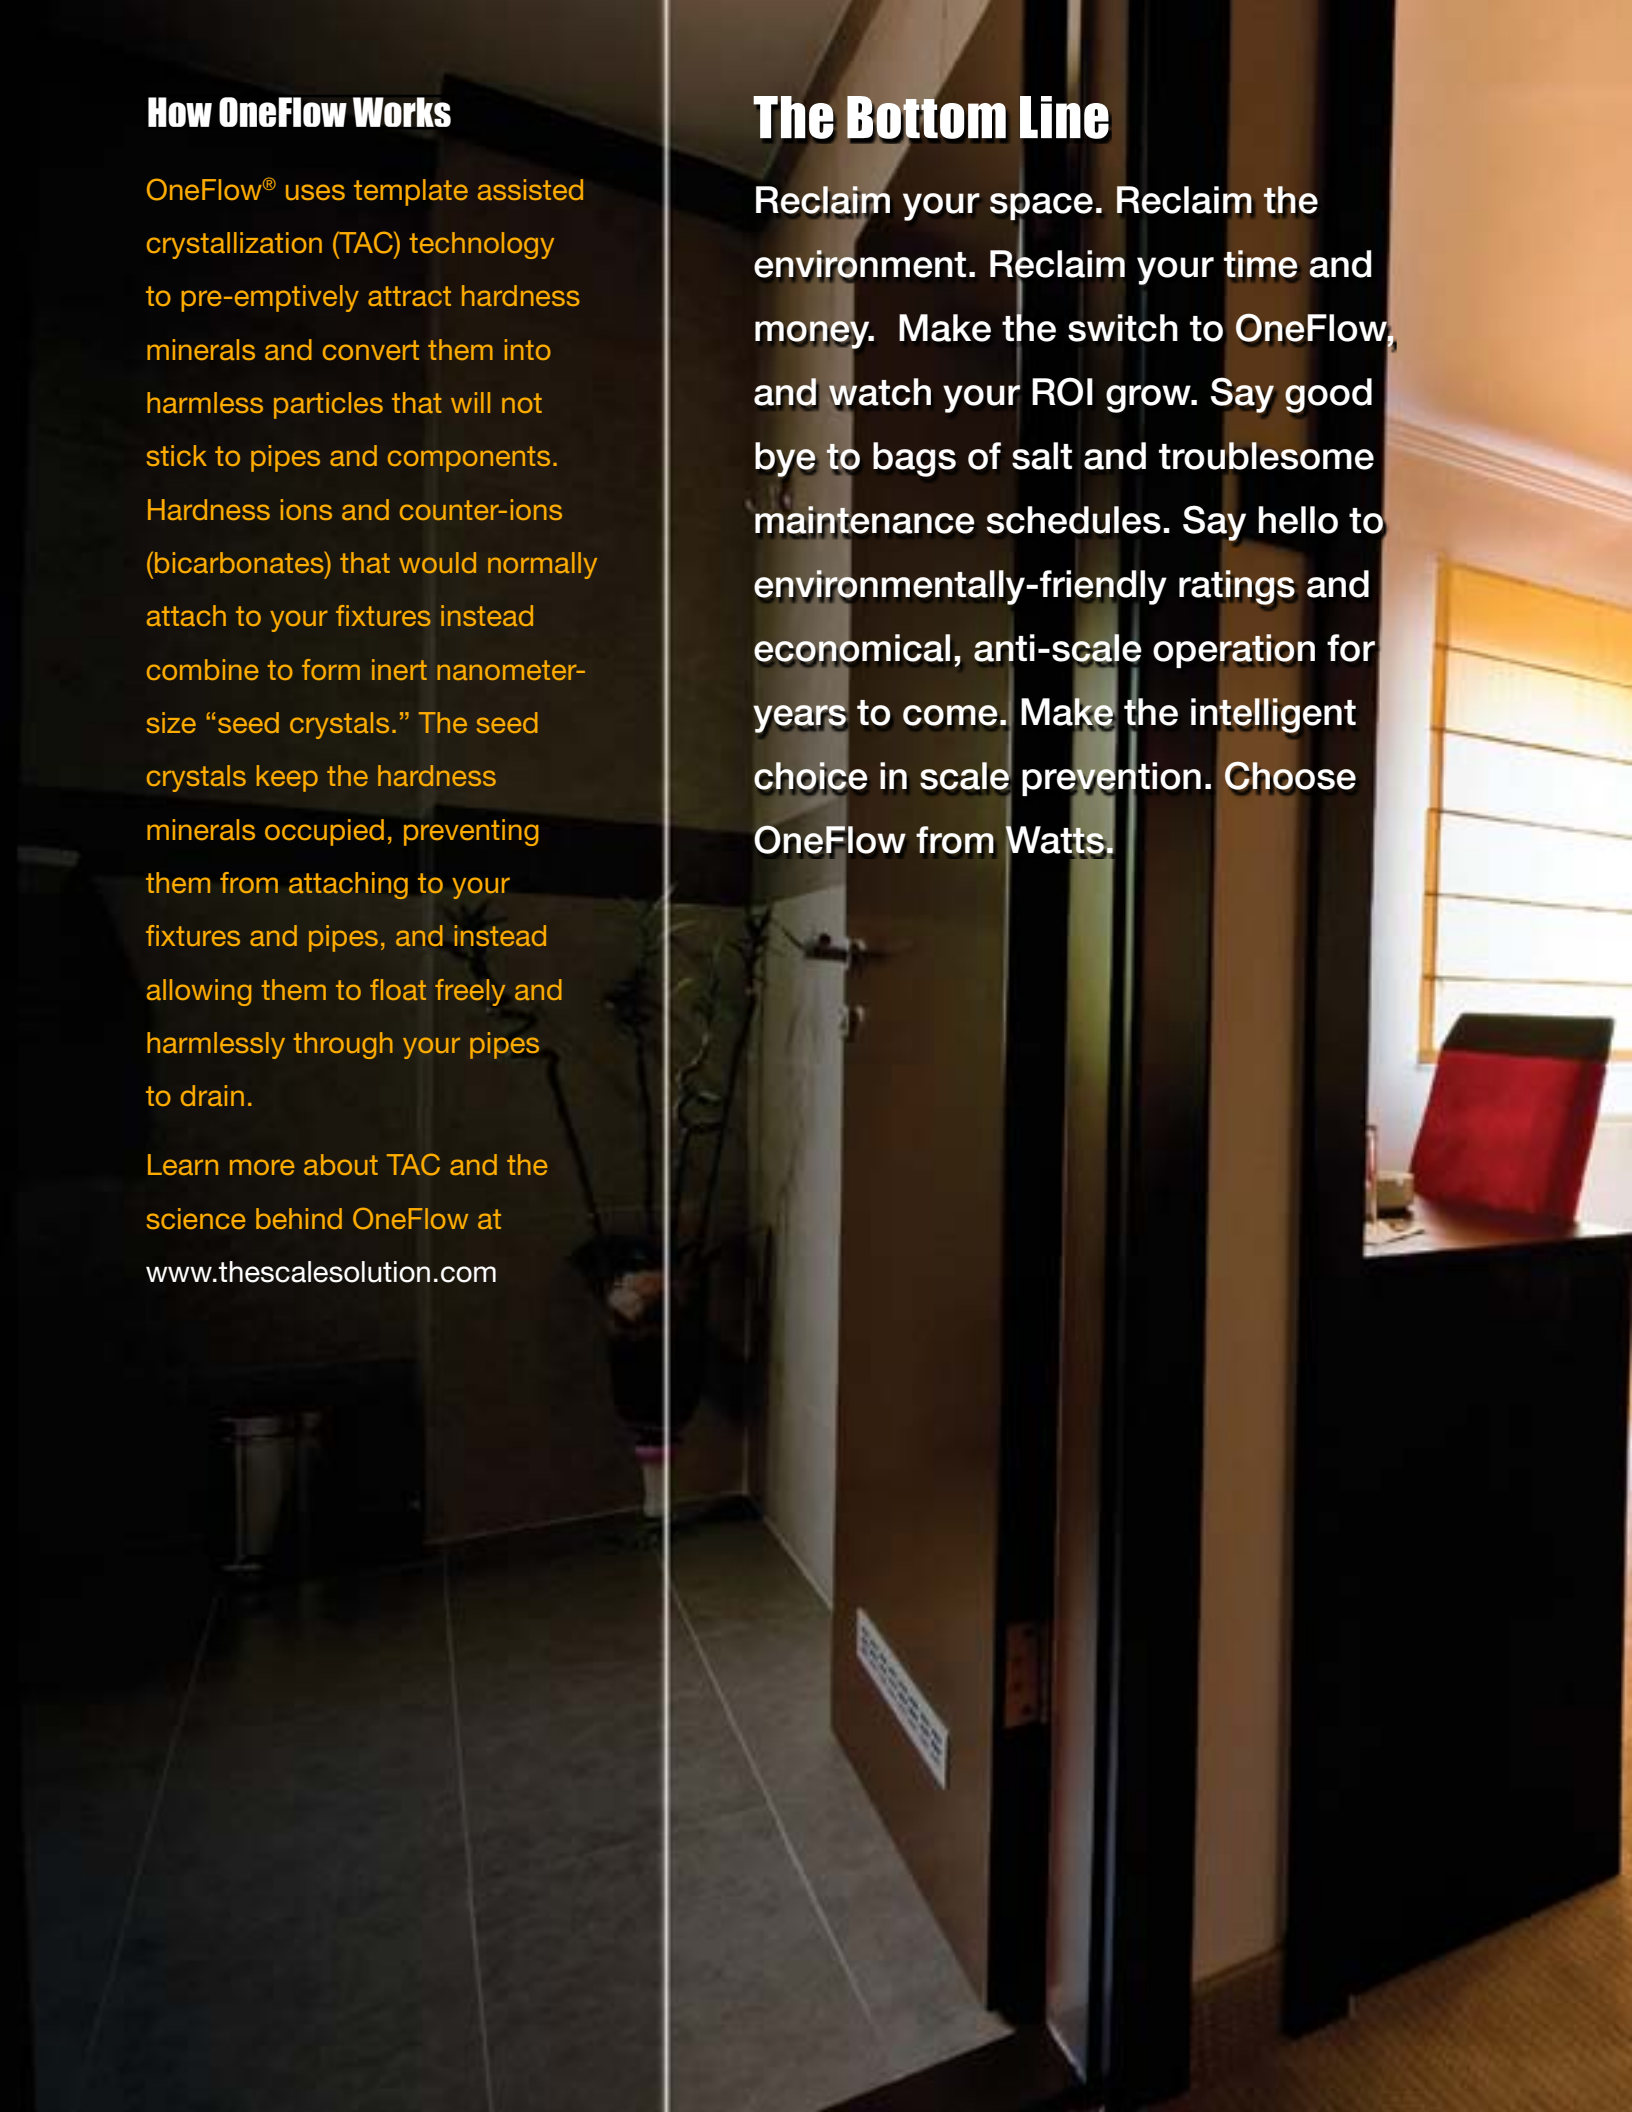 How OneFlow Works
OneFlow® uses template assisted
crystallization (TAC) technology
to pre-emptively attract hardness
minerals and convert them into
harmless particles that will not
stick to pipes and components.
Hardness ions and counter-ions
(bicarbonates) that would normally
attach to your fixtures instead
combine to form inert nanometer-
size “seed crystals.” The seed
crystals keep the hardness
minerals occupied, preventing
them from attaching to your
fixtures and pipes, and instead
allowing them to float freely and
harmlessly through your pipes
to drain.
Learn more about TAC and the
science behind OneFlow at
www.thescalesolution.com
The Bottom Line
Reclaim your space. Reclaim the
environment. Reclaim your time and
money.  Make the switch to OneFlow,
and watch your ROI grow. Say good
bye to bags of salt and troublesome
maintenance schedules. Say hello to
environmentally-friendly ratings and
economical, anti-scale operation for
years to come. Make the intelligent
choice in scale prevention. Choose
OneFlow from Watts.